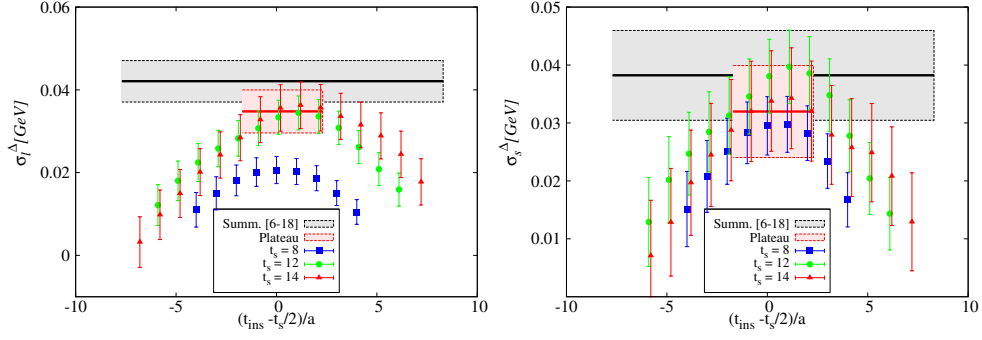 0.06
0.04
0.02
0
-10
-5
0
5
10
σ_l^Δ [GeV]
(t_ins -t_s/2)/a
Summ. [6-18]
Plateau
t_s = 8
t_s = 12
t_s = 14
0.05
0.04
0.03
0.02
0.01
-10
-5
0
5
10
σ_s^Δ [GeV]
(t_ins -t_s/2)/a
Summ. [6-18]
Plateau
t_s = 8
t_s = 12
t_s = 14